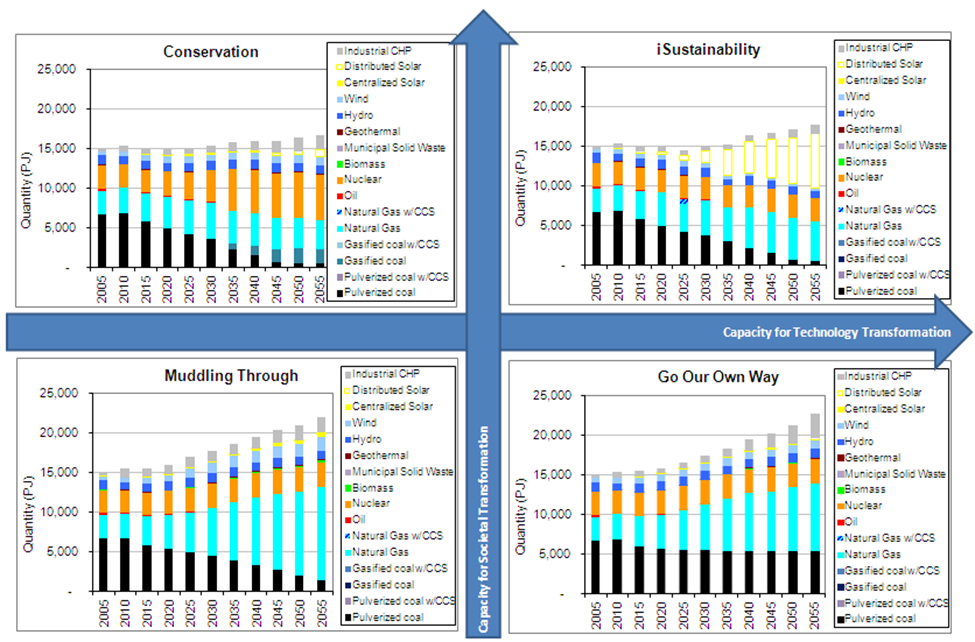 Conservation
Quantity (PJ)
25,000
20,000
15,000
10,000
5,000
-
2005 2010 2015 2020 2025 2030 2035 2040 2045 2050 2055
Industrial CHP
Distributed Solar
Centralized Solar
Wind
Hydro
Geothermal
Municipal Solid Waste
Biomass
Nuclear
Oil
Natural Gas w/CCS
Natural Gas
Gasified coal w/CCS
Gasified coal
Pulverized coal w/CCS
Pulverized coal
iSustainability
Quantity (PJ)
25,000
20,000
15,000
10,000
5,000
-
2005 2010 2015 2020 2025 2030 2035 2040 2045 2050 2055
Industrial CHP
Distributed Solar
Centralized Solar
Wind
Hydro
Geothermal
Municipal Solid Waste
Biomass
Nuclear
Oil
Natural Gas w/CCS
Natural Gas
Gasified coal w/CCS
Gasified coal
Pulverized coal w/CCS
Pulverized coal
Capacity for Technology Transformation
Capacity for Societal Transformation
Muddling Through
Quantity (PJ)
25,000
20,000
15,000
10,000
5,000
-
2005 2010 2015 2020 2025 2030 2035 2040 2045 2050 2055
Industrial CHP
Distributed Solar
Centralized Solar
Wind
Hydro
Geothermal
Municipal Solid Waste
Biomass
Nuclear
Oil
Natural Gas w/CCS
Natural Gas
Gasified coal w/CCS
Gasified coal
Pulverized coal w/CCS
Pulverized coal
Go Our Own Way
Quantity (PJ)
25,000
20,000
15,000
10,000
5,000
-
2005 2010 2015 2020 2025 2030 2035 2040 2045 2050 2055
Industrial CHP
Distributed Solar
Centralized Solar
Wind
Hydro
Geothermal
Municipal Solid Waste
Biomass
Nuclear
Oil
Natural Gas w/CCS
Natural Gas
Gasified coal w/CCS
Gasified coal
Pulverized coal w/CCS
Pulverized coal